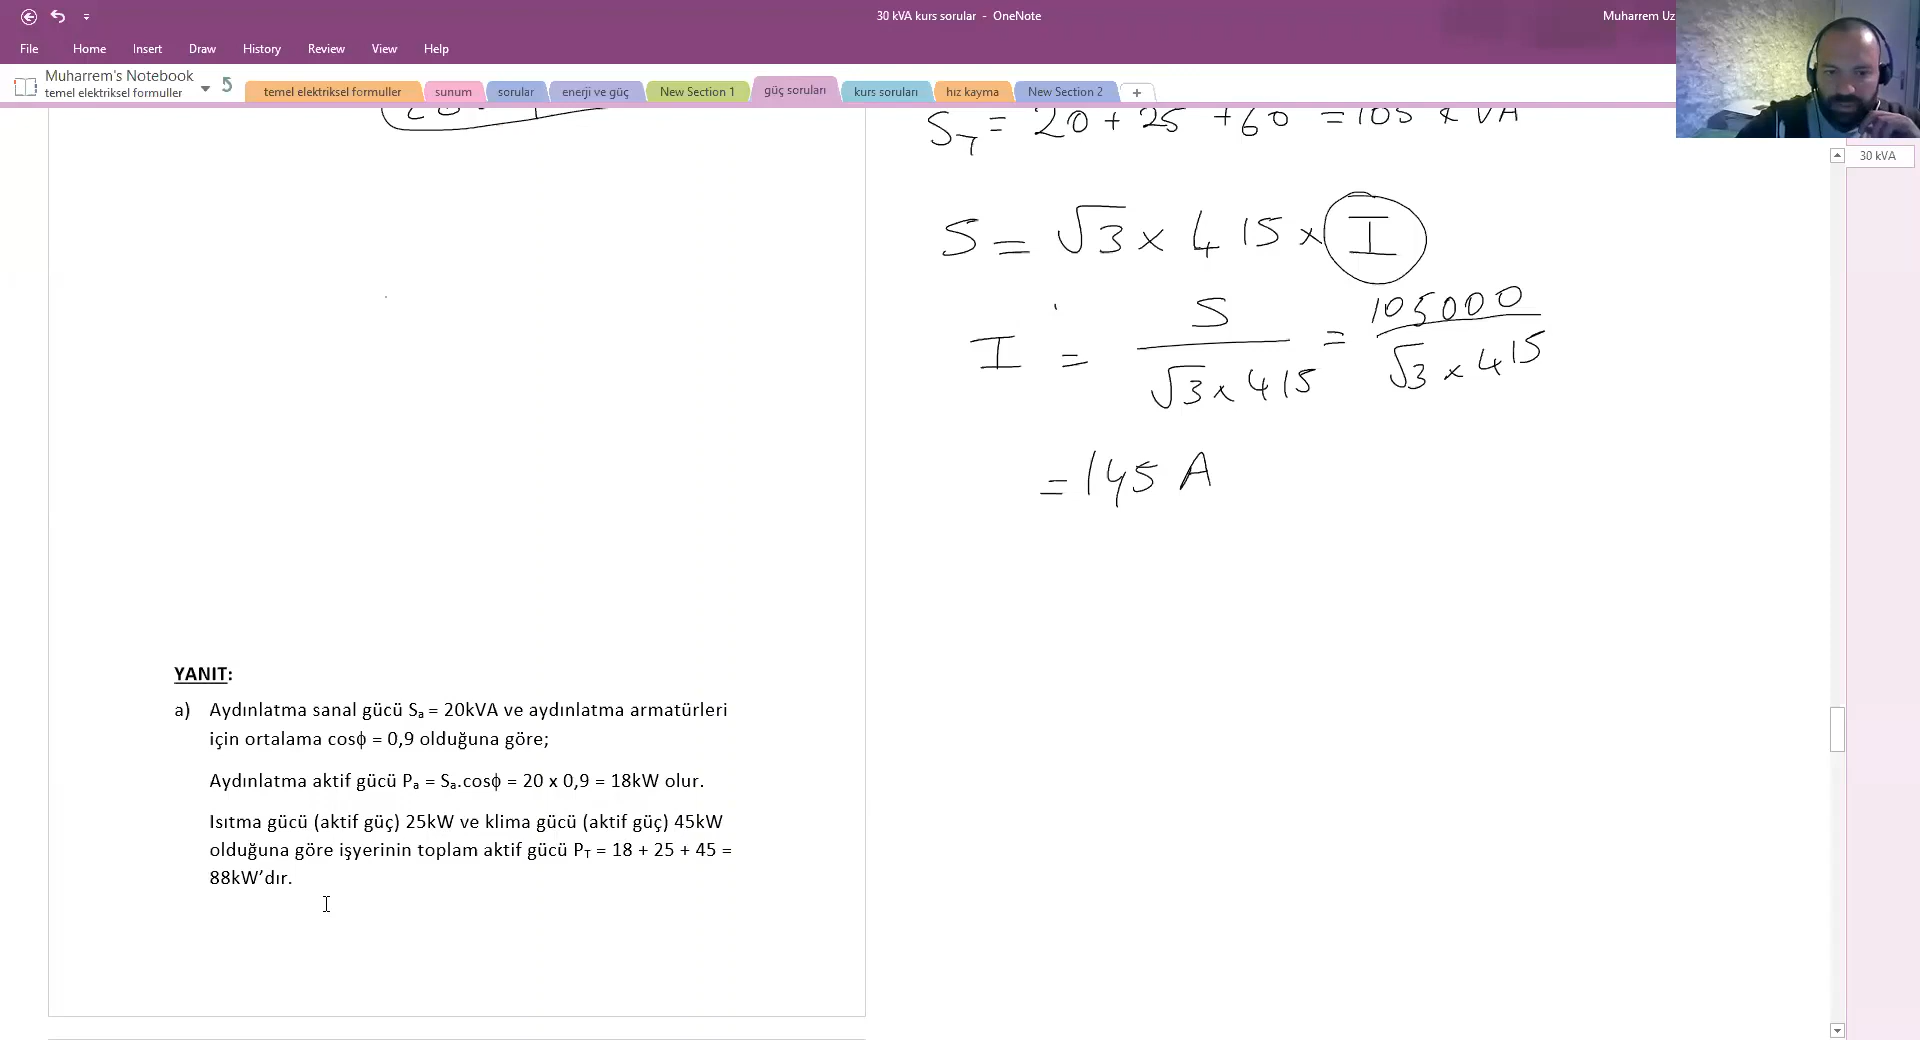 30 kVA kurs sorular - OneNote
Muharrem Uz
File Home Insert Draw History Review View Help
Muharrem's Notebook
temel elektriksel formuller
temel elektriksel formuller sunum sorular enerji ve güç New Section 1 güç soruları kurs soruları hız kayma New Section 2 +
30 kVA
S_T = 20 + 25 + 60 = 105 kVA
S = √3 x 415 x I
I = S / √3 x 415 = 105000 / √3 x 415
= 145 A
YANIT:
a) Aydınlatma sanal gücü Sₐ = 20kVA ve aydınlatma armatürleri
için ortalama cosϕ = 0,9 olduğuna göre;
Aydınlatma aktif gücü Pₐ = Sₐ.cosϕ = 20 x 0,9 = 18kW olur.
Isıtma gücü (aktif güç) 25kW ve klima gücü (aktif güç) 45kW
olduğuna göre işyerinin toplam aktif gücü P_T = 18 + 25 + 45 =
88kW’dır.